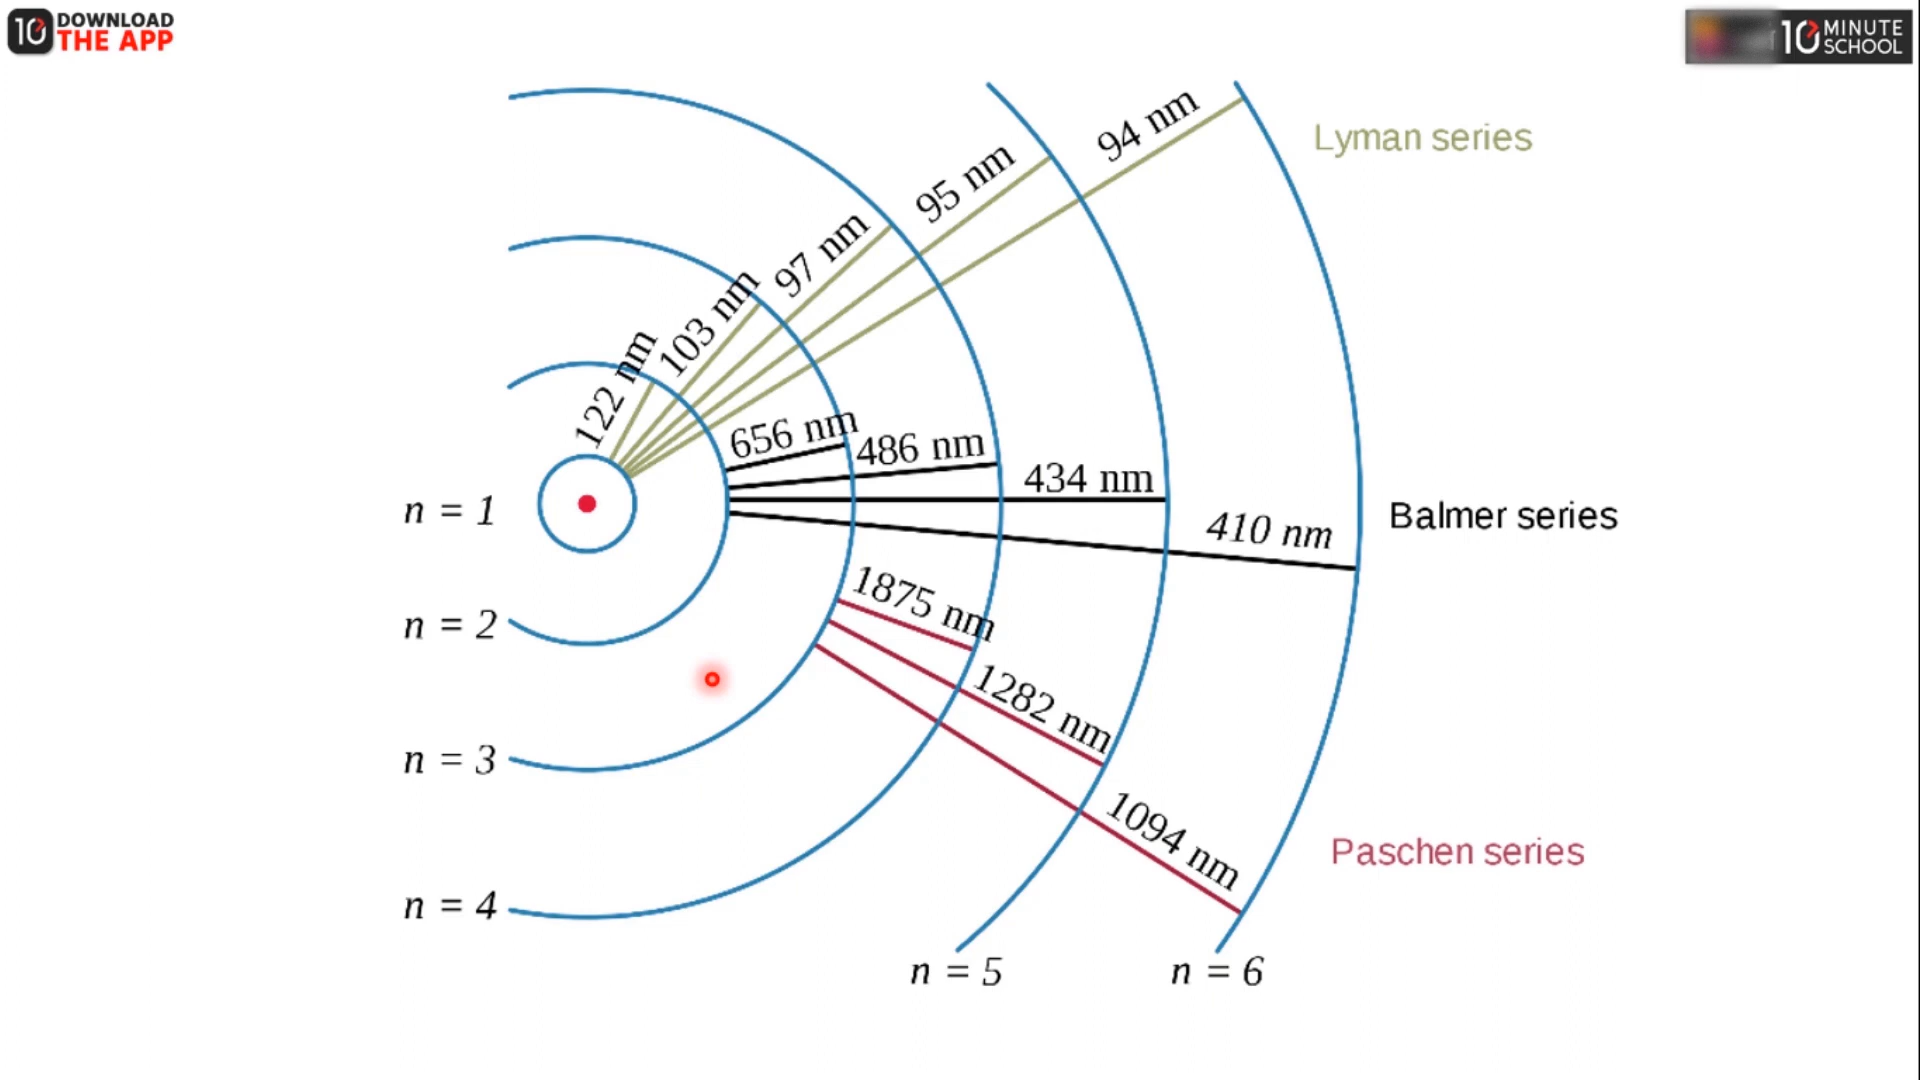 10 DOWNLOAD
THE APP
10 MINUTE
SCHOOL
94 nm
Lyman series
95 nm
97 nm
103 nm
122 nm
656 nm
486 nm
434 nm
n = 1
410 nm
Balmer series
1875 nm
n = 2
1282 nm
n = 3
1094 nm
Paschen series
n = 4
n = 5
n = 6